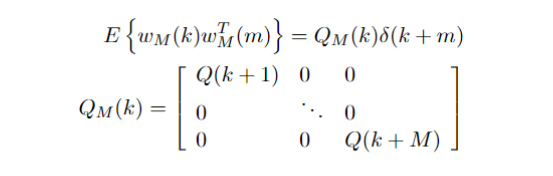 E{w_M(k)w_M^T(m)} = Q_M(k)δ(k + m)
Q_M(k) = [ Q(k + 1) 0 0
0 ⋱ 0
0 0 Q(k + M) ]